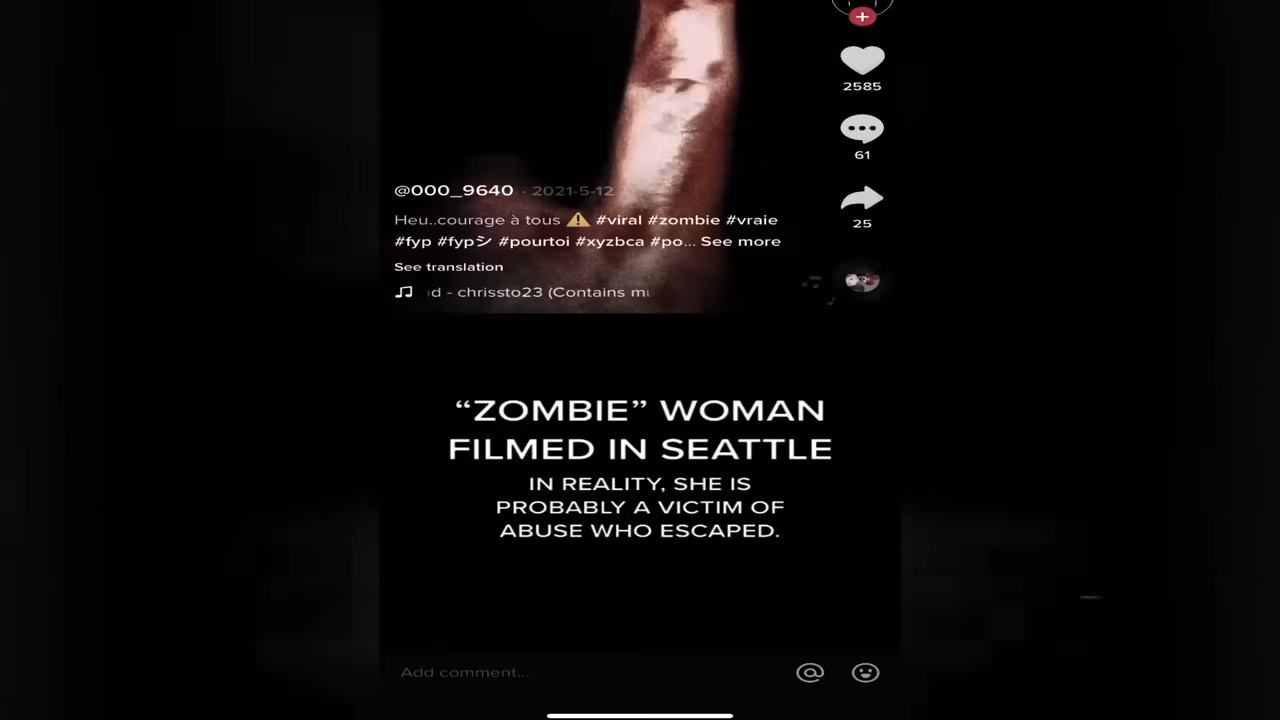 2585
61
@000_9640 · 2021-5-12
25
Heu..courage à tous ⚠️ #viral #zombie #vraie
#fyp #fypシ #pourtoi #xyzbca #po... See more
See translation
d - chrissto23 (Contains mu
“ZOMBIE” WOMAN
FILMED IN SEATTLE
IN REALITY, SHE IS
PROBABLY A VICTIM OF
ABUSE WHO ESCAPED.
Add comment...